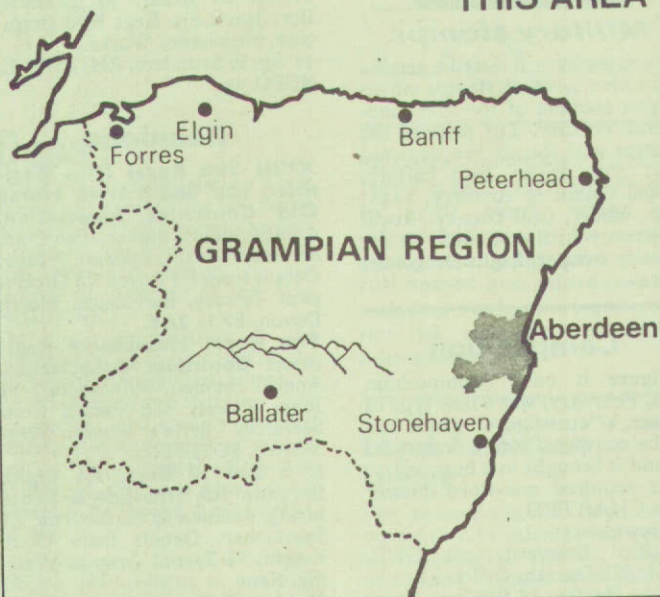 THIS AREA
Elgin
Banff
Forres
Peterhead
GRAMPIAN REGION
Aberdeen
Ballater
Stonehaven